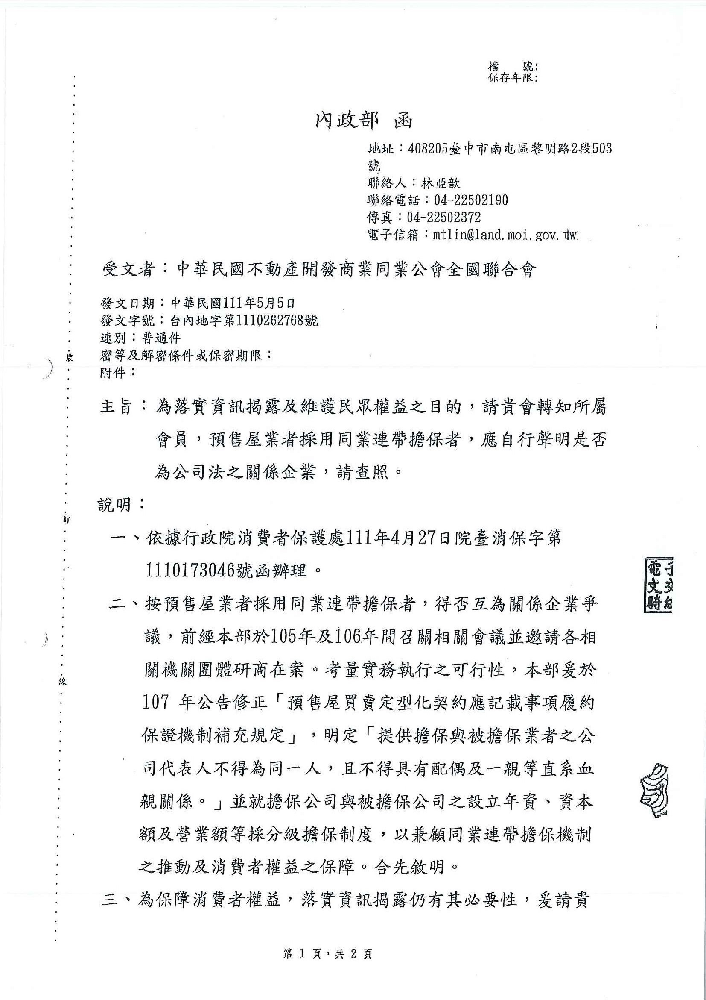 檔　　號:
保存年限:
內政部 函
地址：408205臺中市南屯區黎明路2段503
號
聯絡人：林亞歆
聯絡電話：04-22502190
傳真：04-22502372
電子信箱：mtlin@land.moi.gov.tw
受文者：中華民國不動產開發商業同業公會全國聯合會
發文日期：中華民國111年5月5日
發文字號：台內地字第1110262768號
速別：普通件
密等及解密條件或保密期限：
附件：
主旨：為落實資訊揭露及維護民眾權益之目的，請貴會轉知所屬
會員，預售屋業者採用同業連帶擔保者，應自行聲明是否
為公司法之關係企業，請查照。
說明：
一、依據行政院消費者保護處111年4月27日院臺消保字第
1110173046號函辦理。
二、按預售屋業者採用同業連帶擔保者，得否互為關係企業爭
議，前經本部於105年及106年間召關相關會議並邀請各相
關機關團體研商在案。考量實務執行之可行性，本部爰於
107 年公告修正「預售屋買賣定型化契約應記載事項履約
保證機制補充規定」，明定「提供擔保與被擔保業者之公
司代表人不得為同一人，且不得具有配偶及一親等直系血
親關係。」並就擔保公司與被擔保公司之設立年資、資本
額及營業額等採分級擔保制度，以兼顧同業連帶擔保機制
之推動及消費者權益之保障。合先敘明。
三、為保障消費者權益，落實資訊揭露仍有其必要性，爰請貴
第 1 頁，共 2 頁
裝
訂
線
電子
文交